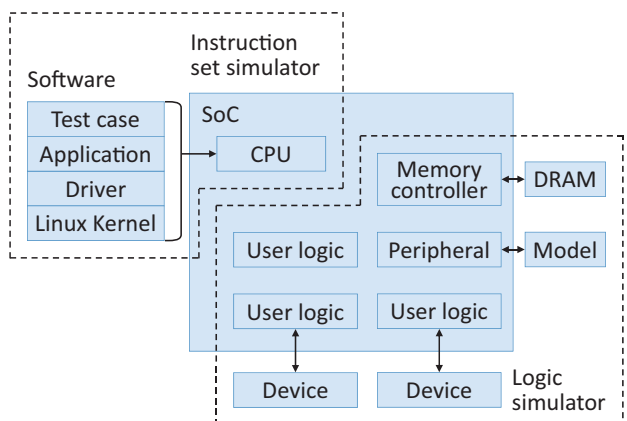 Instruction
set simulator
Software
SoC
Test case
Application
Driver
Linux Kernel
CPU
Memory
controller
DRAM
User logic
Peripheral
Model
User logic
User logic
Device
Device
Logic
simulator